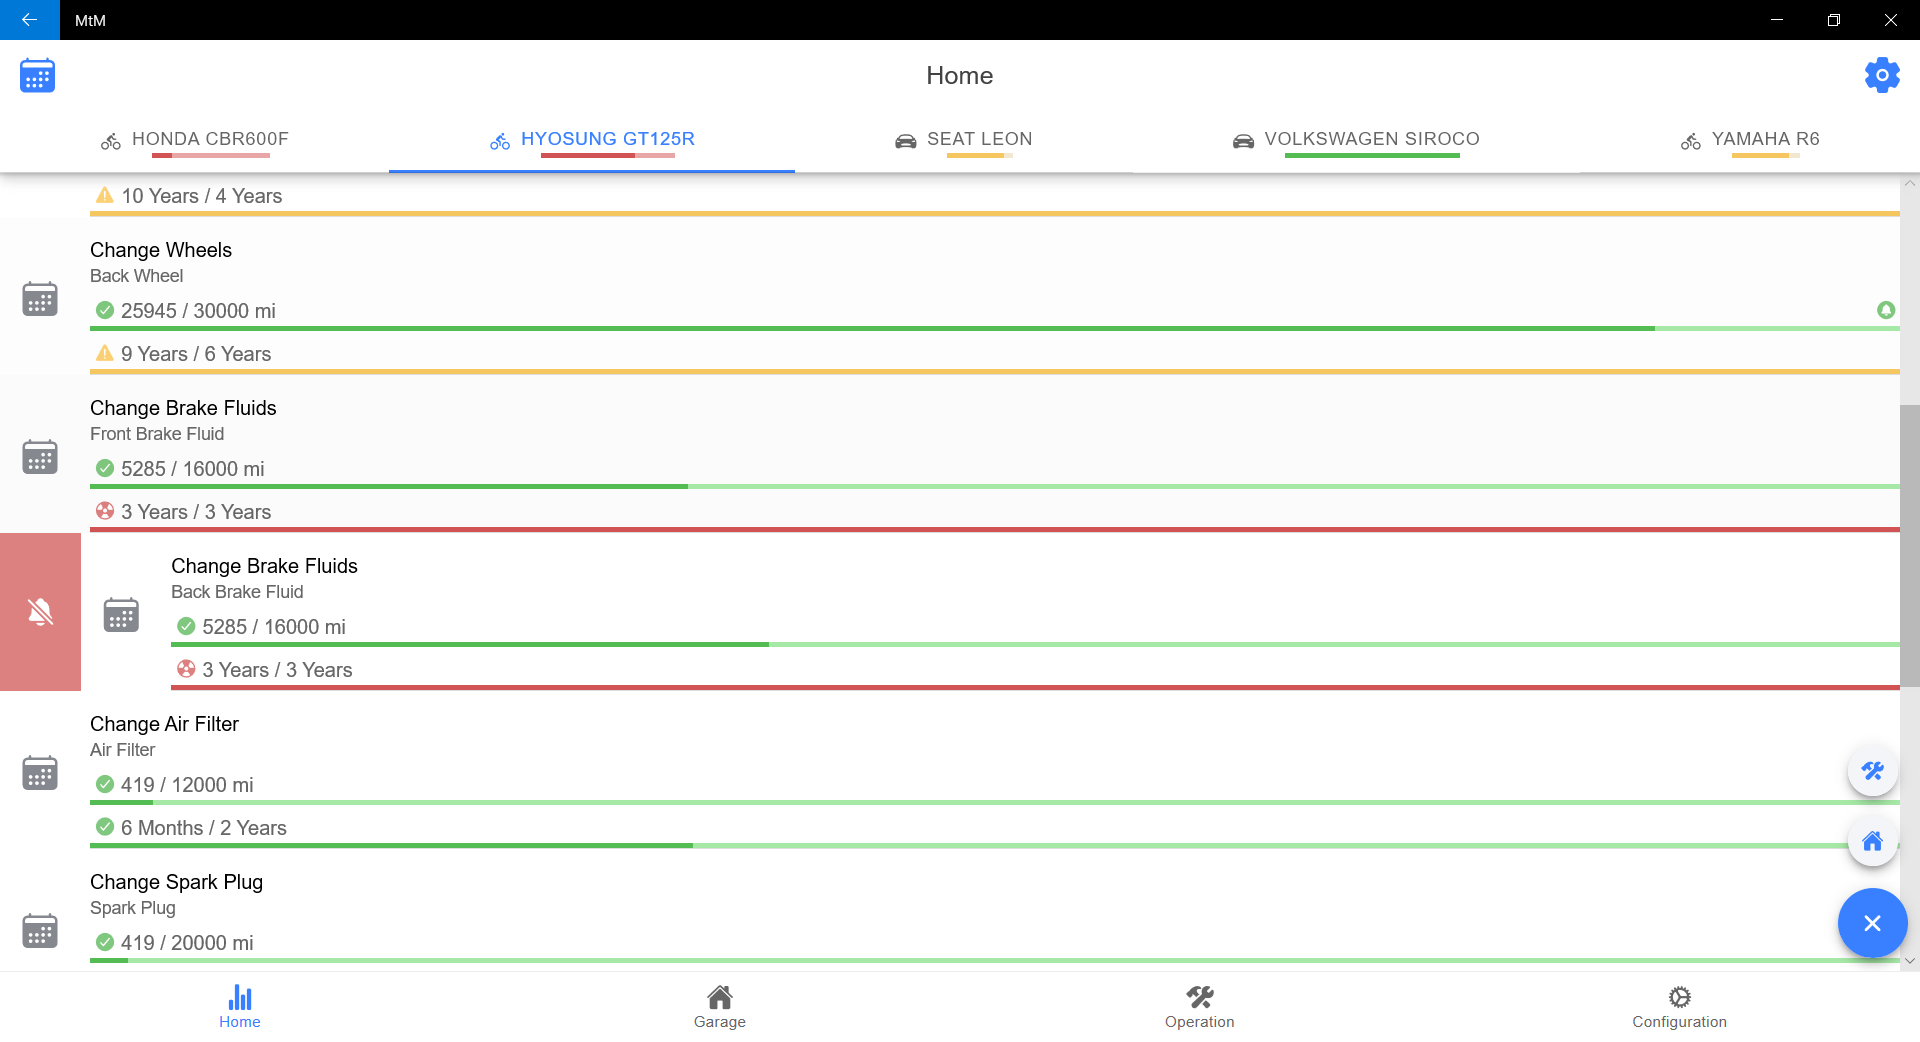 MtM
Home
HONDA CBR600F
HYOSUNG GT125R
SEAT LEON
VOLKSWAGEN SIROCO
YAMAHA R6
10 Years / 4 Years
Change Wheels
Back Wheel
25945 / 30000 mi
9 Years / 6 Years
Change Brake Fluids
Front Brake Fluid
5285 / 16000 mi
3 Years / 3 Years
Change Brake Fluids
Back Brake Fluid
5285 / 16000 mi
3 Years / 3 Years
Change Air Filter
Air Filter
419 / 12000 mi
6 Months / 2 Years
Change Spark Plug
Spark Plug
419 / 20000 mi
Home
Garage
Operation
Configuration